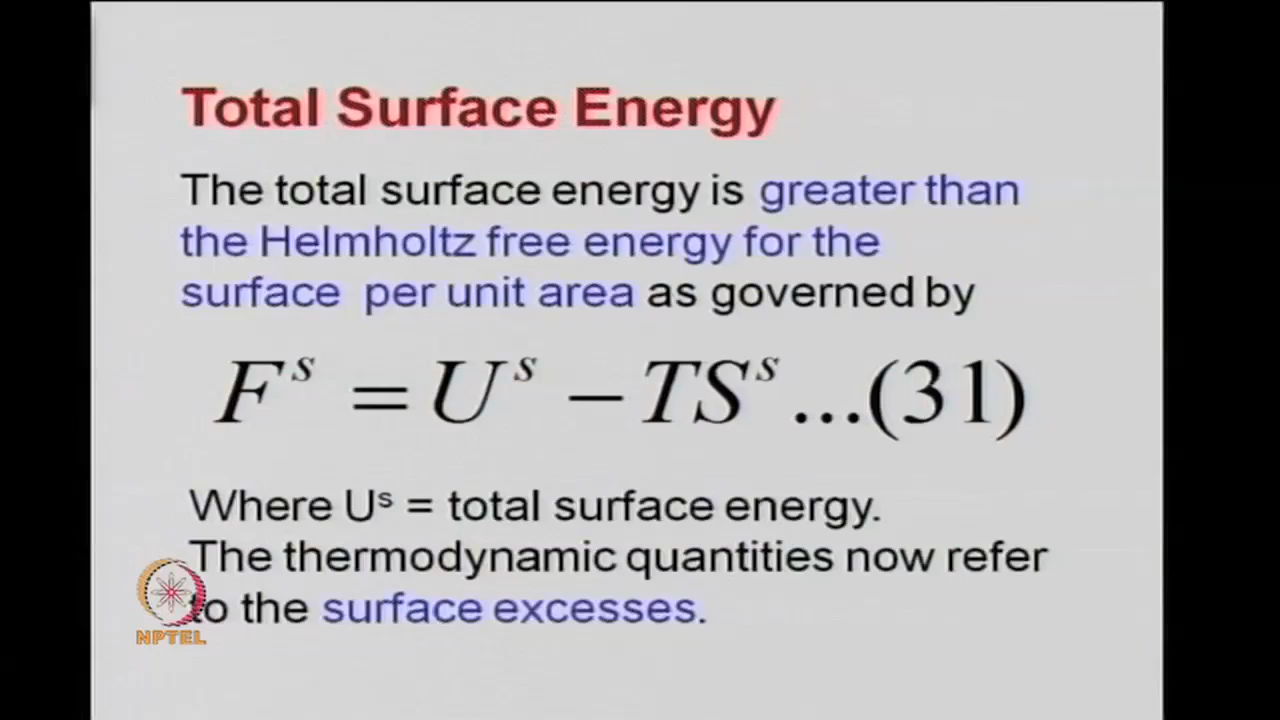 Total Surface Energy
The total surface energy is greater than
the Helmholtz free energy for the
surface per unit area as governed by
F^s = U^s − TS^s ...(31)
Where U^s = total surface energy.
The thermodynamic quantities now refer
to the surface excesses.
NPTEL